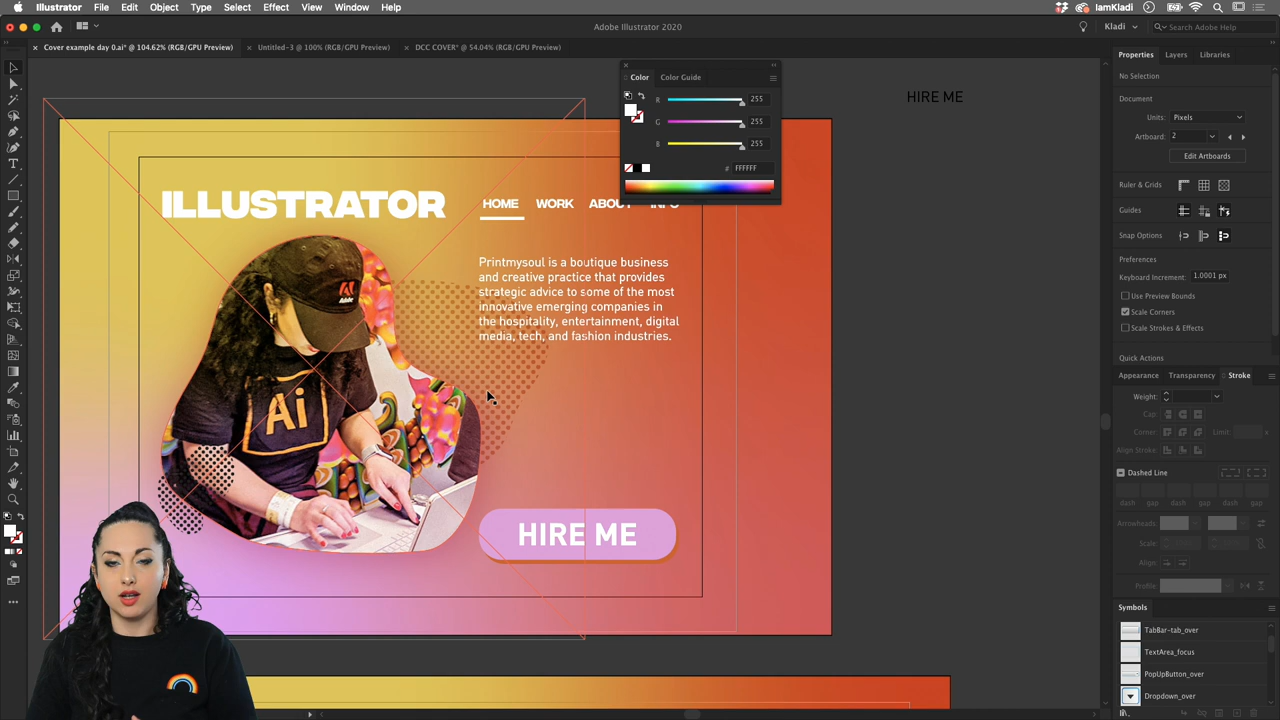 Illustrator File Edit Object Type Select Effect View Window Help
IamKladi
Adobe Illustrator 2020
Kladi
Search Adobe Help
× Cover example day 0.ai* @ 104.62% (RGB/GPU Preview)
× Untitled-3 @ 100% (RGB/GPU Preview)
× DCC COVER* @ 54.04% (RGB/GPU Preview)
Color Color Guide
R 255
G 255
B 255
# FFFFFF
HIRE ME
ILLUSTRATOR
HOME WORK ABOUT INFO
Printmysoul is a boutique business
and creative practice that provides
strategic advice to some of the most
innovative emerging companies in
the hospitality, entertainment, digital
media, tech, and fashion industries.
Adobe
Ai
HIRE ME
Properties Layers Libraries
No Selection
Document
Units: Pixels
Artboard: 2
Edit Artboards
Ruler & Grids
Guides
Snap Options
Preferences
Keyboard Increment: 1.0001 px
Use Preview Bounds
Scale Corners
Scale Strokes & Effects
Quick Actions
Appearance Transparency Stroke
Weight:
Cap:
Corner: Limit:
Align Stroke:
Dashed Line
dash gap dash gap dash gap
Arrowheads:
Scale:
Align:
Profile:
Symbols
TabBar-tab_over
TextArea_focus
PopUpButton_over
Dropdown_over